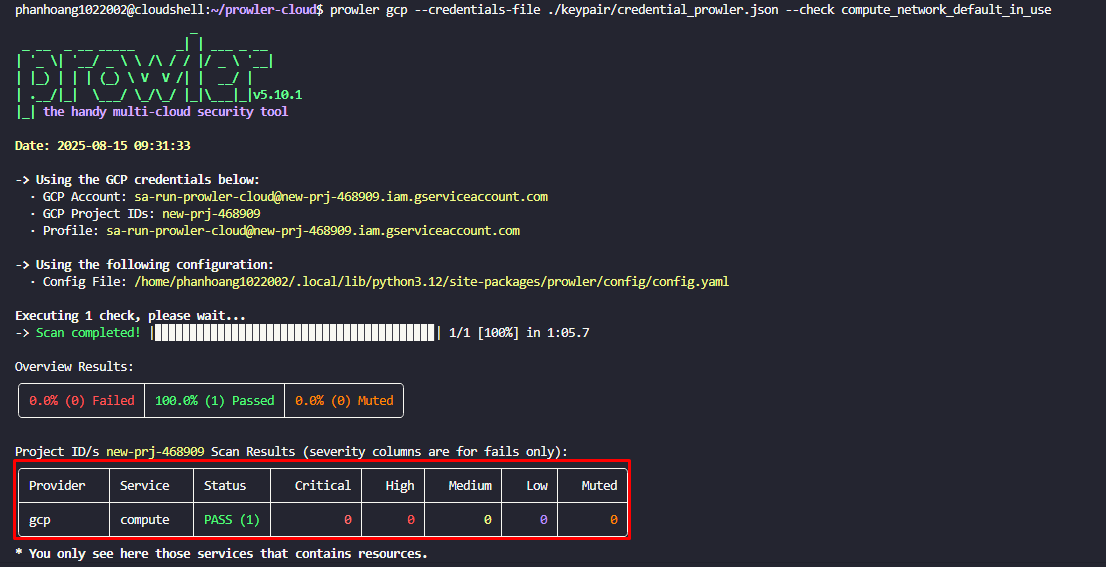 phanhoang1022002@cloudshell:~/prowler-cloud$ prowler gcp --credentials-file ./keypair/credential_prowler.json --check compute_network_default_in_use
                         _
 _ __  _ __ _____      _| | ___ _ __
| '_ \| '__/ _ \ \ /\ / / |/ _ \ '__|
| |_) | | | (_) \ V  V /| |  __/ |
| .__/|_|  \___/ \_/\_/ |_|\___|_|v5.10.1
|_| the handy multi-cloud security tool
Date: 2025-08-15 09:31:33
-> Using the GCP credentials below:
· GCP Account: sa-run-prowler-cloud@new-prj-468909.iam.gserviceaccount.com
· GCP Project IDs: new-prj-468909
· Profile: sa-run-prowler-cloud@new-prj-468909.iam.gserviceaccount.com
-> Using the following configuration:
· Config File: /home/phanhoang1022002/.local/lib/python3.12/site-packages/prowler/config/config.yaml
Executing 1 check, please wait...
-> Scan completed! |████████████████████████████████████████| 1/1 [100%] in 1:05.7
Overview Results:
0.0% (0) Failed 100.0% (1) Passed 0.0% (0) Muted
Project ID/s new-prj-468909 Scan Results (severity columns are for fails only):
Provider Service Status Critical High Medium Low Muted
gcp compute PASS (1) 0 0 0 0 0
* You only see here those services that contains resources.